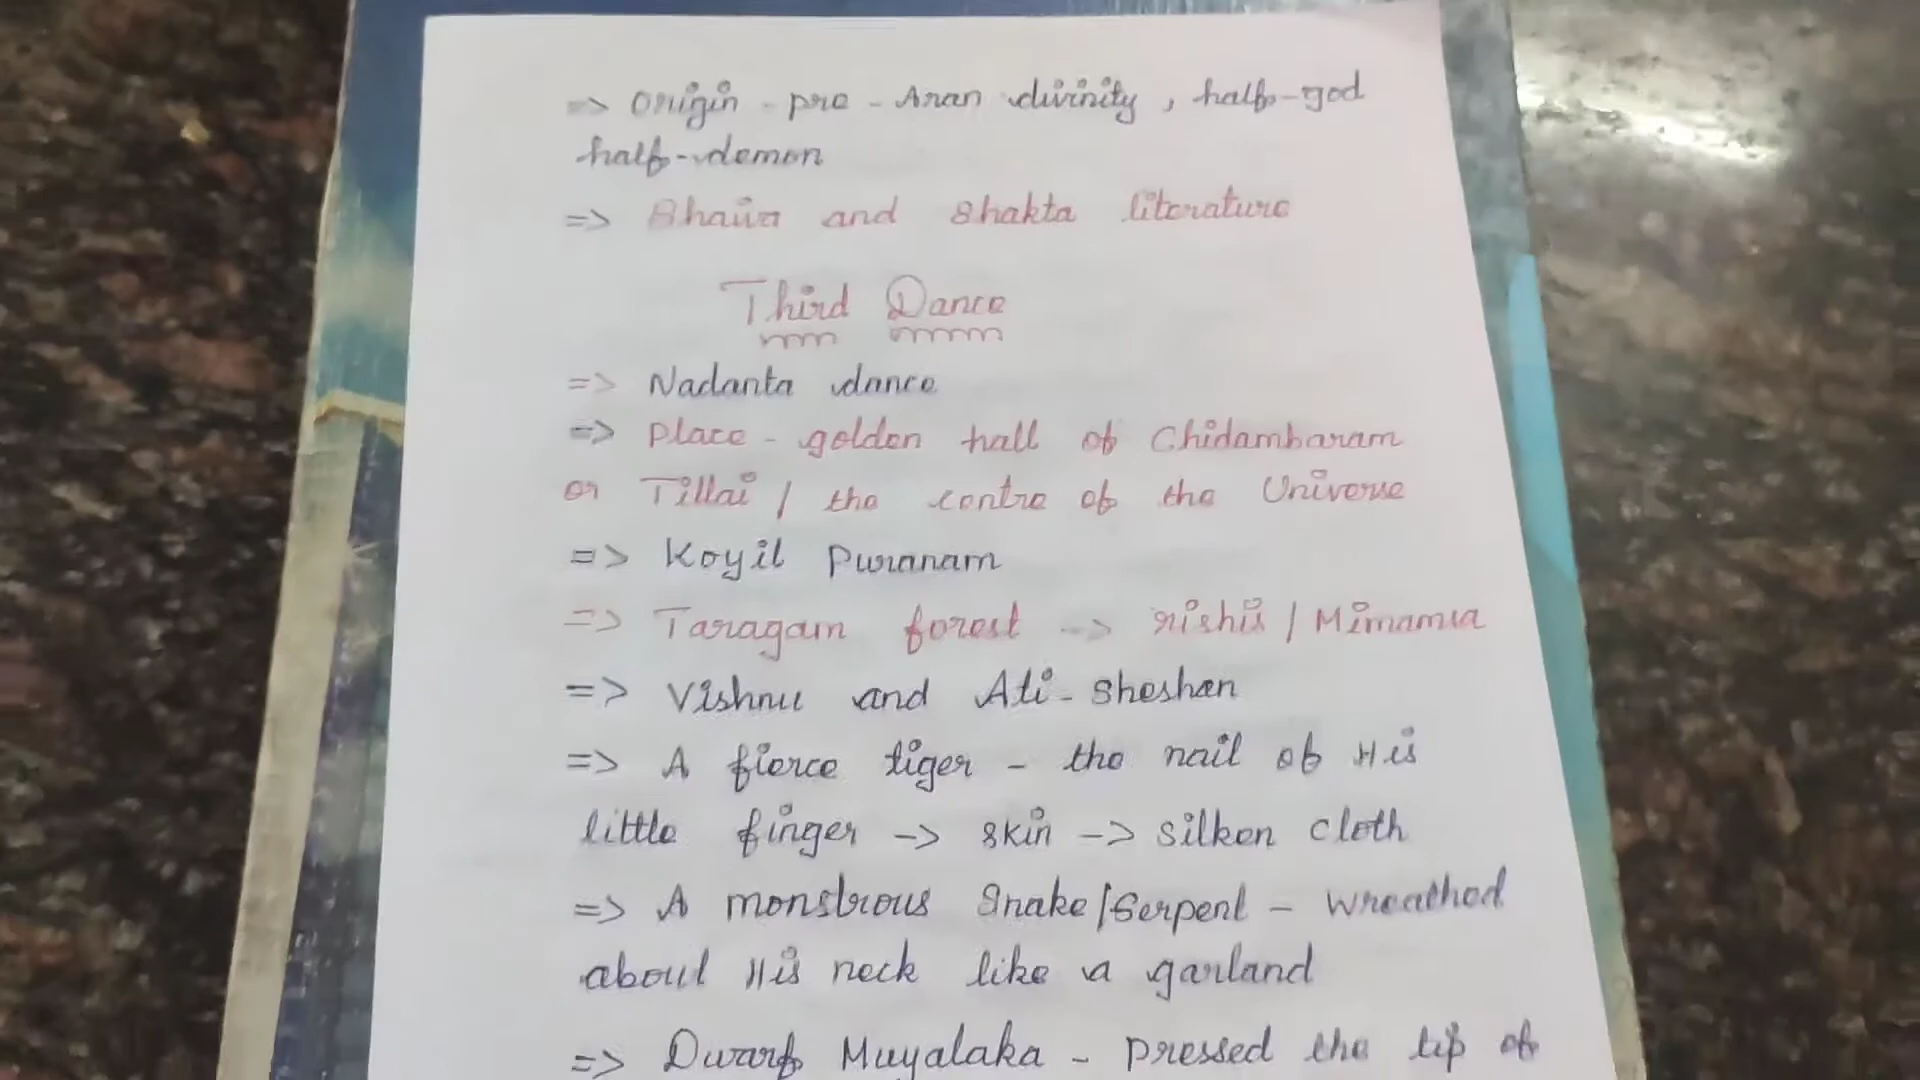 => Origin - pre - Aran divinity, half-god
half-demon
=> Shaiva and Shakta literature
Third Dance
=> Nadanta dance
=> Place - golden hall of Chidambaram
or Tillai / the centre of the Universe
=> Koyil Puranam
=> Taragam forest -> rishis / Mimamsa
=> Vishnu and Ati-Sheshan
=> A fierce tiger - the nail of His
little finger -> skin -> silken cloth
=> A monstrous Snake/Serpent - wreathed
about His neck like a garland
=> Dwarf Muyalaka - pressed the tip of